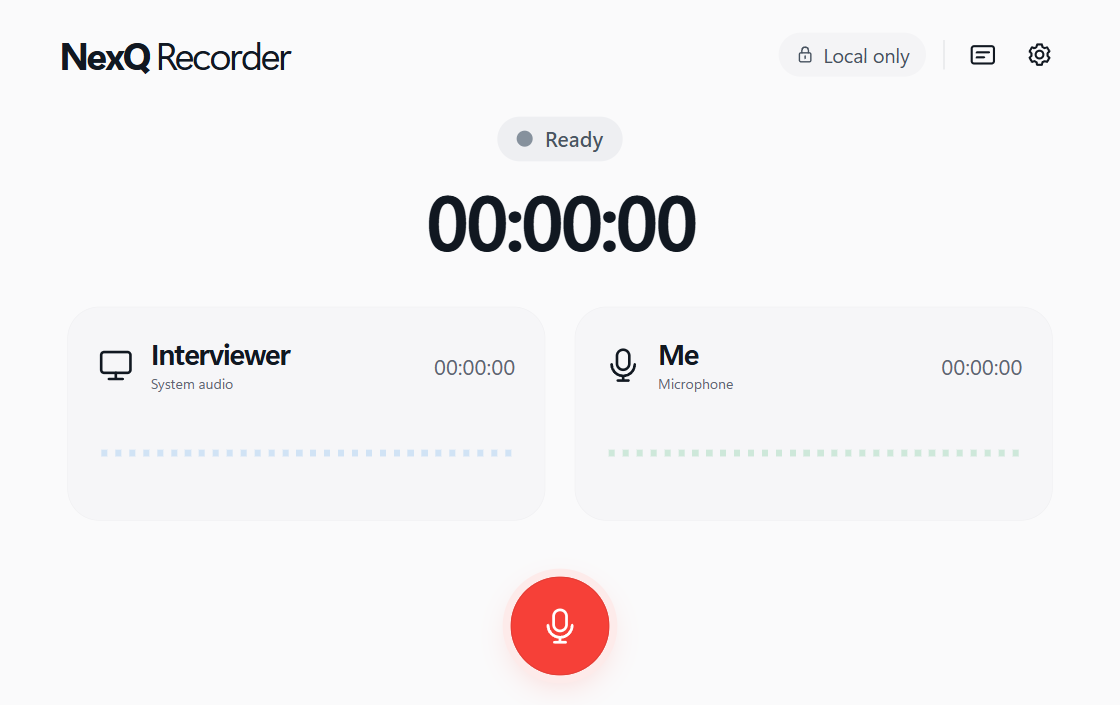 NexQ Recorder
Local only
Ready
00:00:00
Interviewer
System audio
00:00:00
Me
Microphone
00:00:00